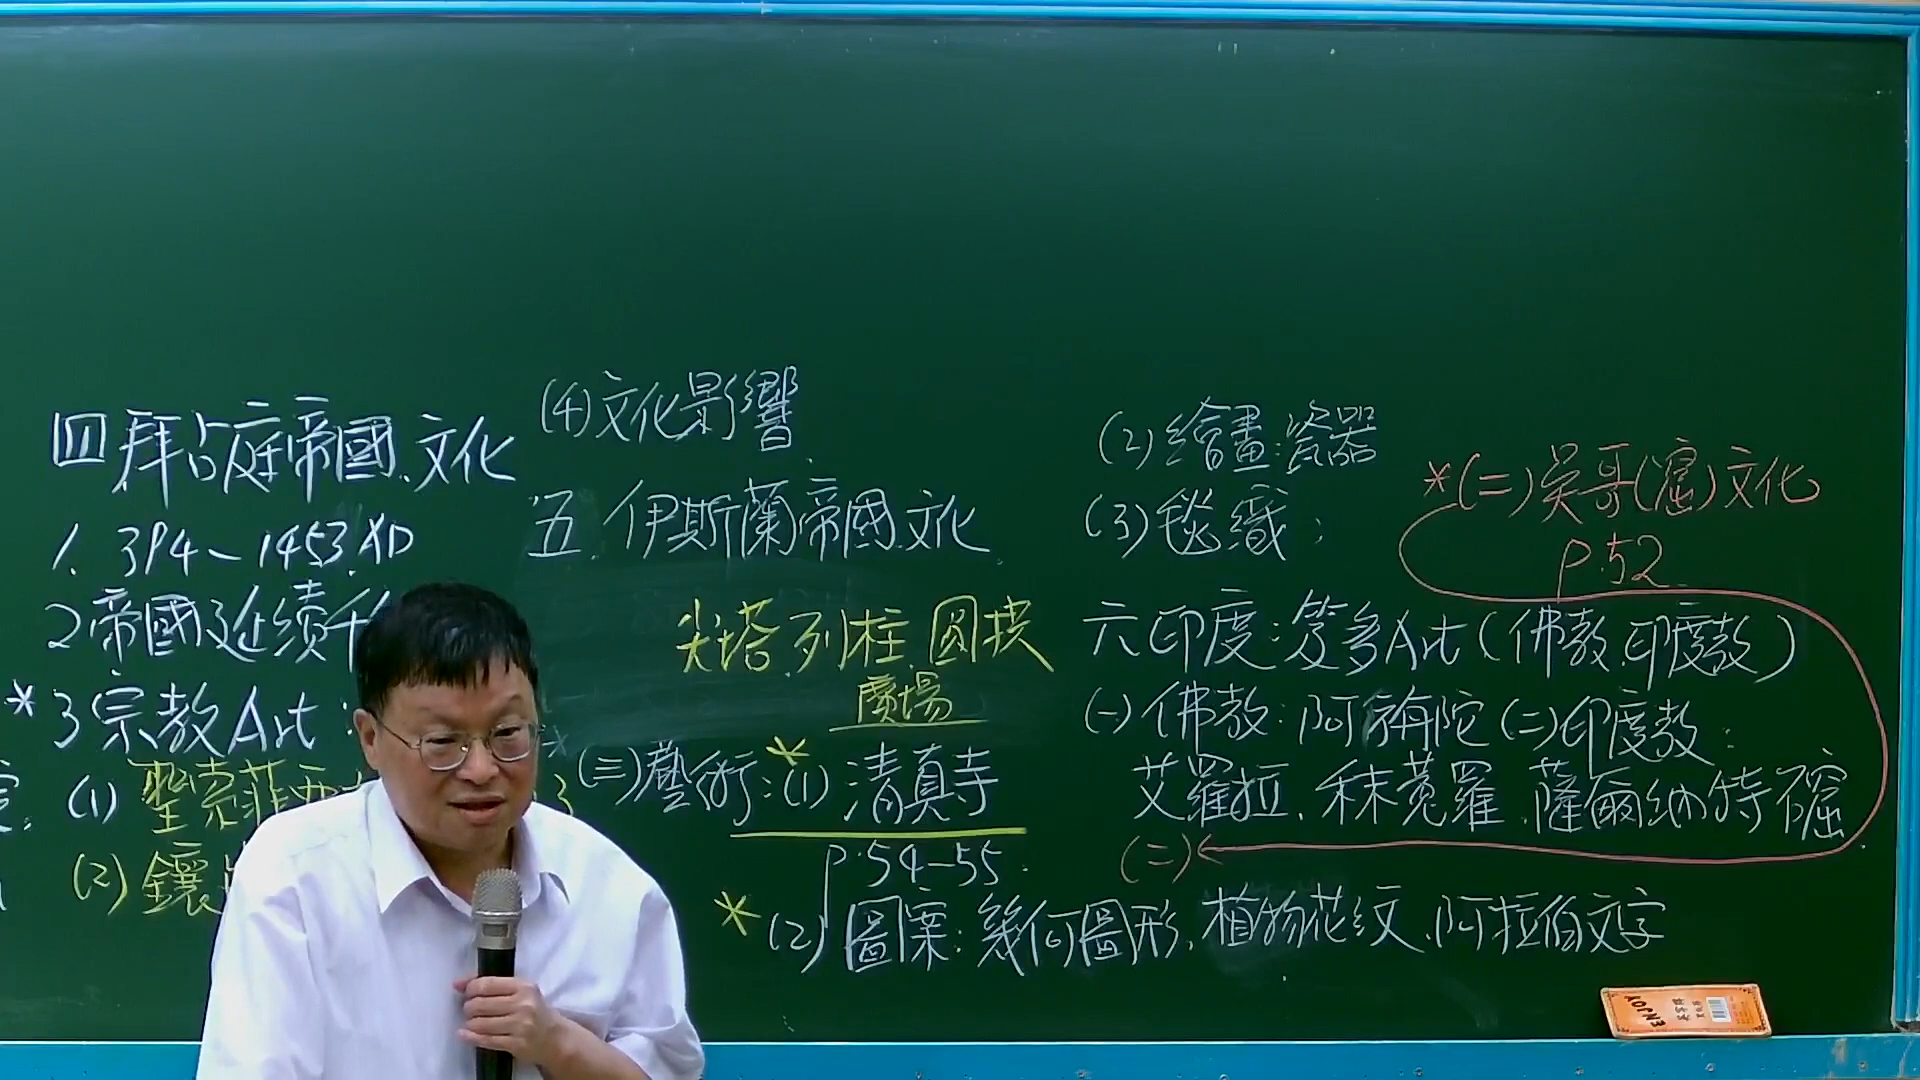 四.拜占庭帝國.文化
1. 394-1453.AD
2帝國延續千
*3宗教Art:
(1) 聖索菲亞
(2) 鑲
(4)文化影響
五.伊斯蘭帝國.文化
尖塔.列柱.圓拱
廣場
(三)藝術:*(1)清真寺
P.54-55.
*(2)圖案:幾何圖形.植物花紋.阿拉伯文字
(2)繪畫:瓷器
(3)毯織:
*(二)吳哥(窟)文化
P.52
六印度:笈多Art(佛教.印度教)
(一)佛教:阿旃陀(二)印度教:
艾羅拉.秣菟羅.薩爾納特石窟.
(二)
ENJOY